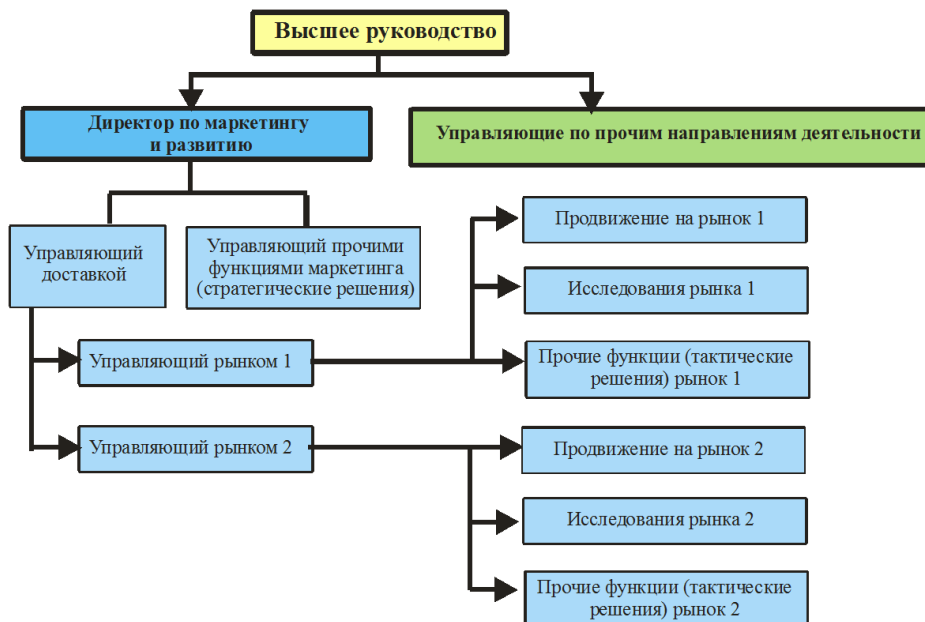 Высшее руководство
Директор по маркетингу
и развитию
Управляющие по прочим направлениям деятельности
Управляющий
доставкой
Управляющий прочими
функциями маркетинга
(стратегические решения)
Продвижение на рынок 1
Исследования рынка 1
Управляющий рынком 1
Прочие функции (тактические
решения) рынок 1
Управляющий рынком 2
Продвижение на рынок 2
Исследования рынка 2
Прочие функции (тактические
решения) рынок 2